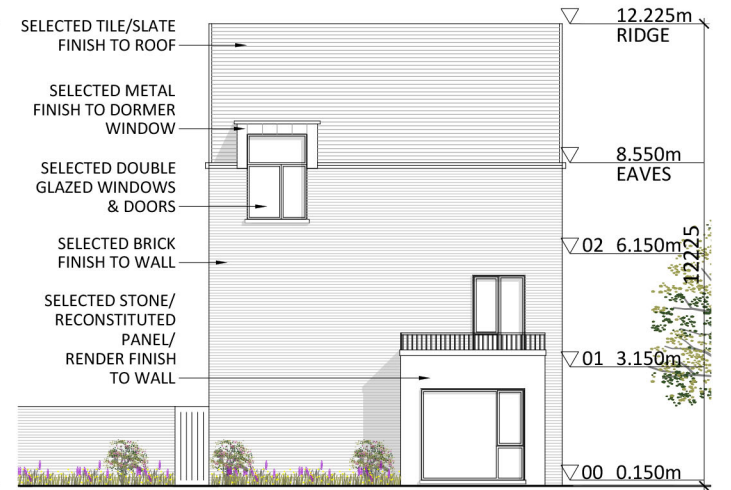 SELECTED TILE/SLATE
FINISH TO ROOF
SELECTED METAL
FINISH TO DORMER
WINDOW
SELECTED DOUBLE
GLAZED WINDOWS
& DOORS
SELECTED BRICK
FINISH TO WALL
SELECTED STONE/
RECONSTITUTED
PANEL/
RENDER FINISH
TO WALL
12.225m
RIDGE
8.550m
EAVES
02 6.150m
12225
01 3.150m
00 0.150m